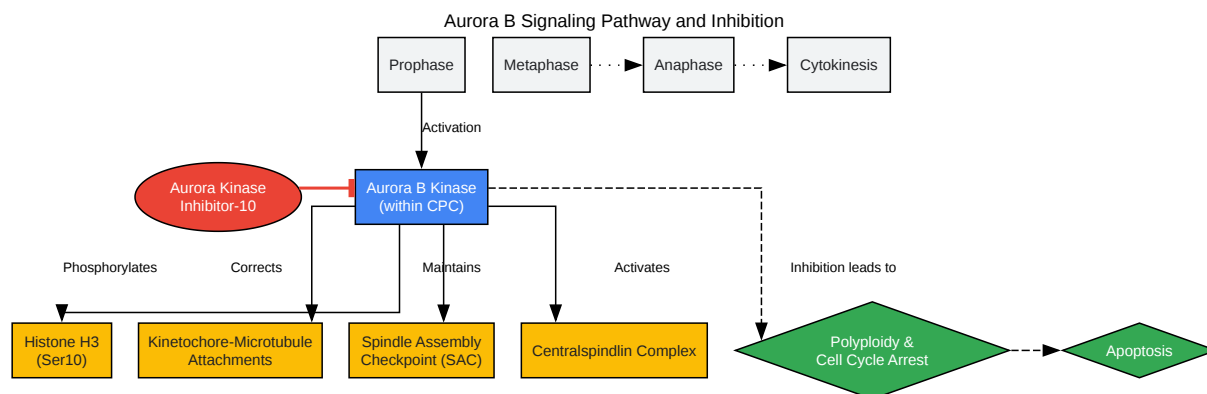 Aurora B Signaling Pathway and Inhibition
Prophase
Metaphase
Anaphase
Cytokinesis
Activation
Aurora Kinase
Inhibitor-10
Aurora B Kinase
(within CPC)
Phosphorylates
Corrects
Maintains
Activates
Inhibition leads to
Histone H3
(Ser10)
Kinetochore-Microtubule
Attachments
Spindle Assembly
Checkpoint (SAC)
Centralspindlin Complex
Polyploidy &
Cell Cycle Arrest
Apoptosis